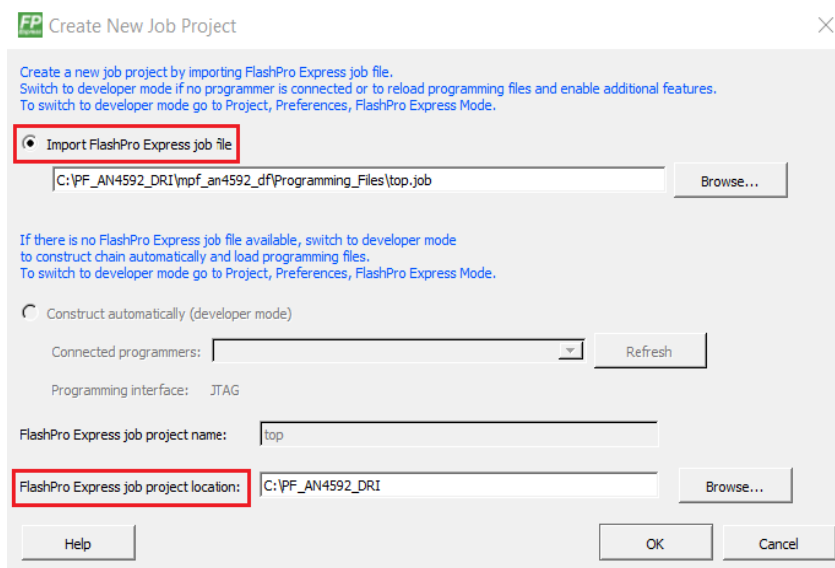 FP Create New Job Project
Express
Create a new job project by importing FlashPro Express job file.
Switch to developer mode if no programmer is connected or to reload programming files and enable additional features.
To switch to developer mode go to Project, Preferences, FlashPro Express Mode.
Import FlashPro Express job file
C:\PF_AN4592_DRI\mpf_an4592_df\Programming_Files\top.job Browse...
If there is no FlashPro Express job file available, switch to developer mode
to construct chain automatically and load programming files.
To switch to developer mode go to Project, Preferences, FlashPro Express Mode.
Construct automatically (developer mode)
Connected programmers: Refresh
Programming interface: JTAG
FlashPro Express job project name: top
FlashPro Express job project location: C:\PF_AN4592_DRI Browse...
Help OK Cancel